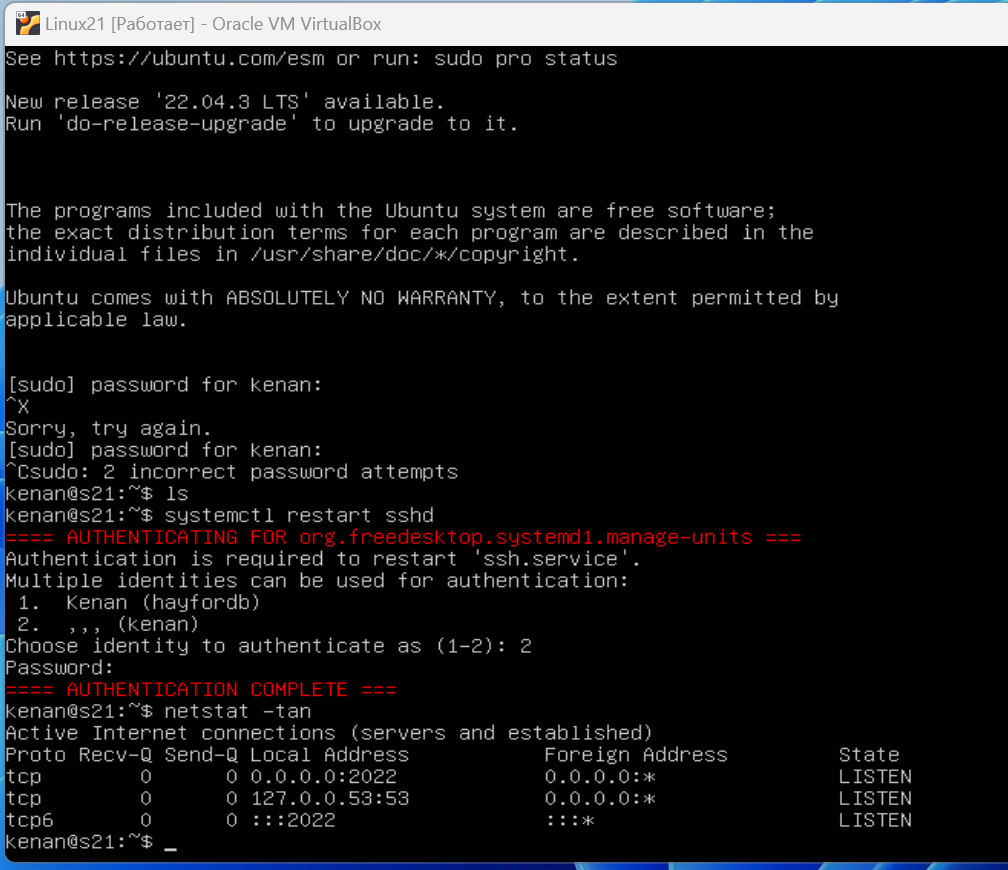 Linux21 [Работает] - Oracle VM VirtualBox
See https://ubuntu.com/esm or run: sudo pro status
New release '22.04.3 LTS' available.
Run 'do-release-upgrade' to upgrade to it.
The programs included with the Ubuntu system are free software;
the exact distribution terms for each program are described in the
individual files in /usr/share/doc/*/copyright.
Ubuntu comes with ABSOLUTELY NO WARRANTY, to the extent permitted by
applicable law.
[sudo] password for kenan:
^X
Sorry, try again.
[sudo] password for kenan:
^Csudo: 2 incorrect password attempts
kenan@s21:~$ ls
kenan@s21:~$ systemctl restart sshd
==== AUTHENTICATING FOR org.freedesktop.systemd1.manage-units ===
Authentication is required to restart 'ssh.service'.
Multiple identities can be used for authentication:
 1.  Kenan (hayfordb)
 2.  ,,, (kenan)
Choose identity to authenticate as (1-2): 2
Password:
==== AUTHENTICATION COMPLETE ===
kenan@s21:~$ netstat -tan
Active Internet connections (servers and established)
Proto Recv-Q Send-Q Local Address           Foreign Address         State
tcp        0      0 0.0.0.0:2022            0.0.0.0:*               LISTEN
tcp        0      0 127.0.0.53:53           0.0.0.0:*               LISTEN
tcp6       0      0 :::2022                 :::*                    LISTEN
kenan@s21:~$ _